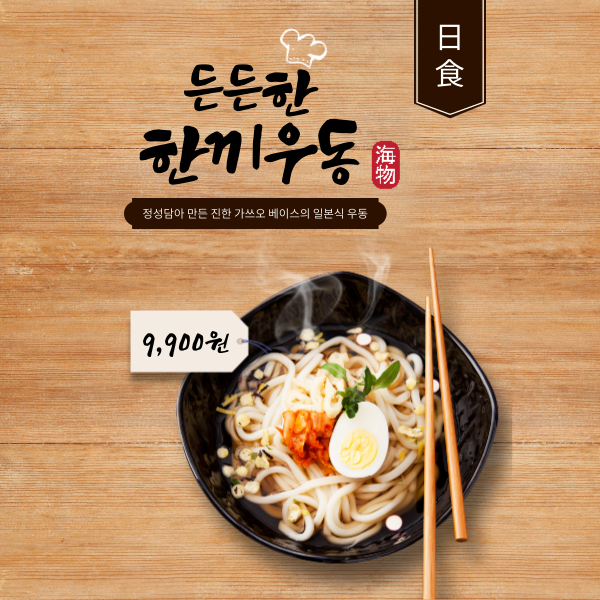 日食
든든한
한끼우동
海物
정성담아 만든 진한 가쓰오 베이스의 일본식 우동
9,900원